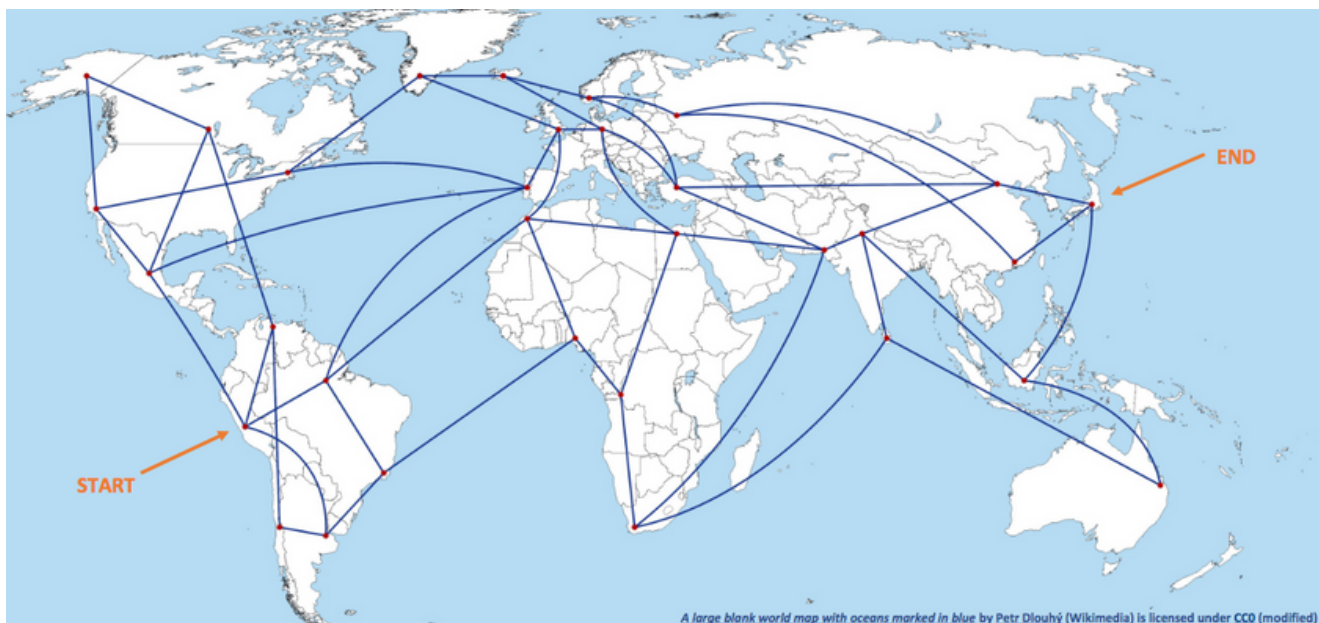 END
START
A large blank world map with oceans marked in blue by Petr Dlouhý (Wikimedia) is licensed under CC0 (modified)